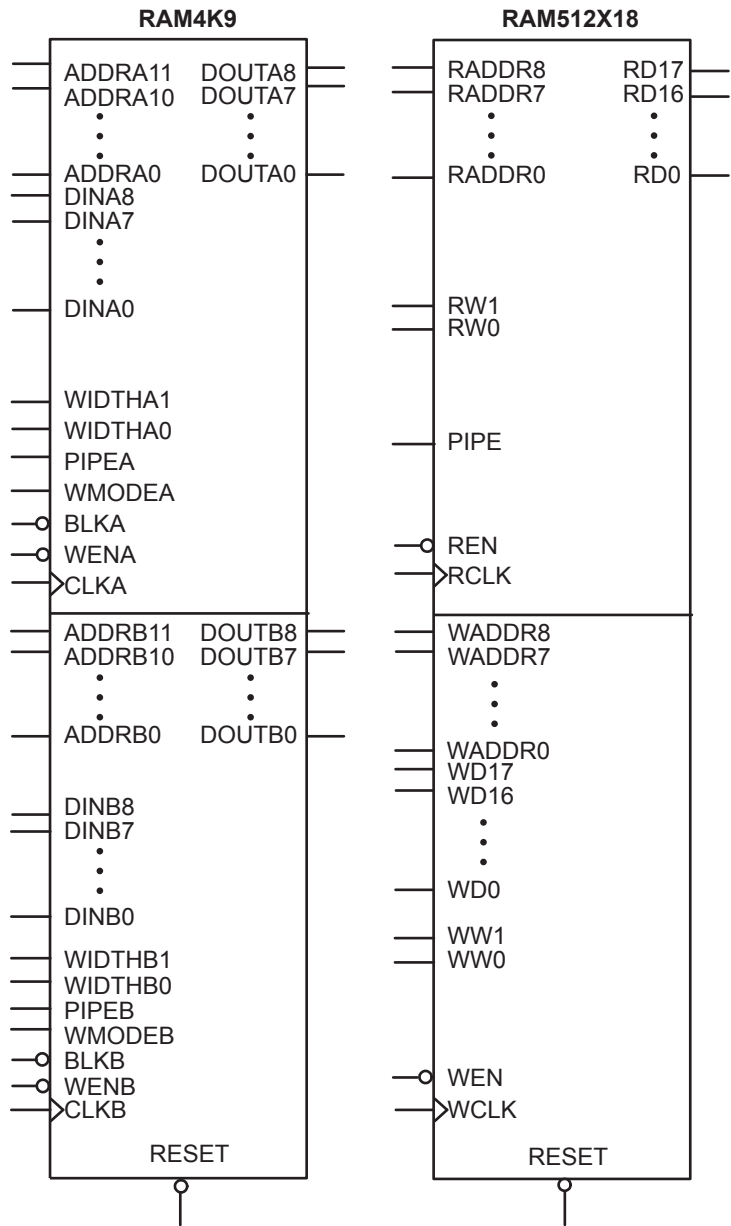 RAM4K9
ADDRA11 DOUTA8
ADDRA10 DOUTA7
ADDRA0 DOUTA0
DINA8
DINA7
DINA0
WIDTHA1
WIDTHA0
PIPEA
WMODEA
BLKA
WENA
CLKA
ADDRB11 DOUTB8
ADDRB10 DOUTB7
ADDRB0 DOUTB0
DINB8
DINB7
DINB0
WIDTHB1
WIDTHB0
PIPEB
WMODEB
BLKB
WENB
CLKB
RESET
RAM512X18
RADDR8 RD17
RADDR7 RD16
RADDR0 RD0
RW1
RW0
PIPE
REN
RCLK
WADDR8
WADDR7
WADDR0
WD17
WD16
WD0
WW1
WW0
WEN
WCLK
RESET